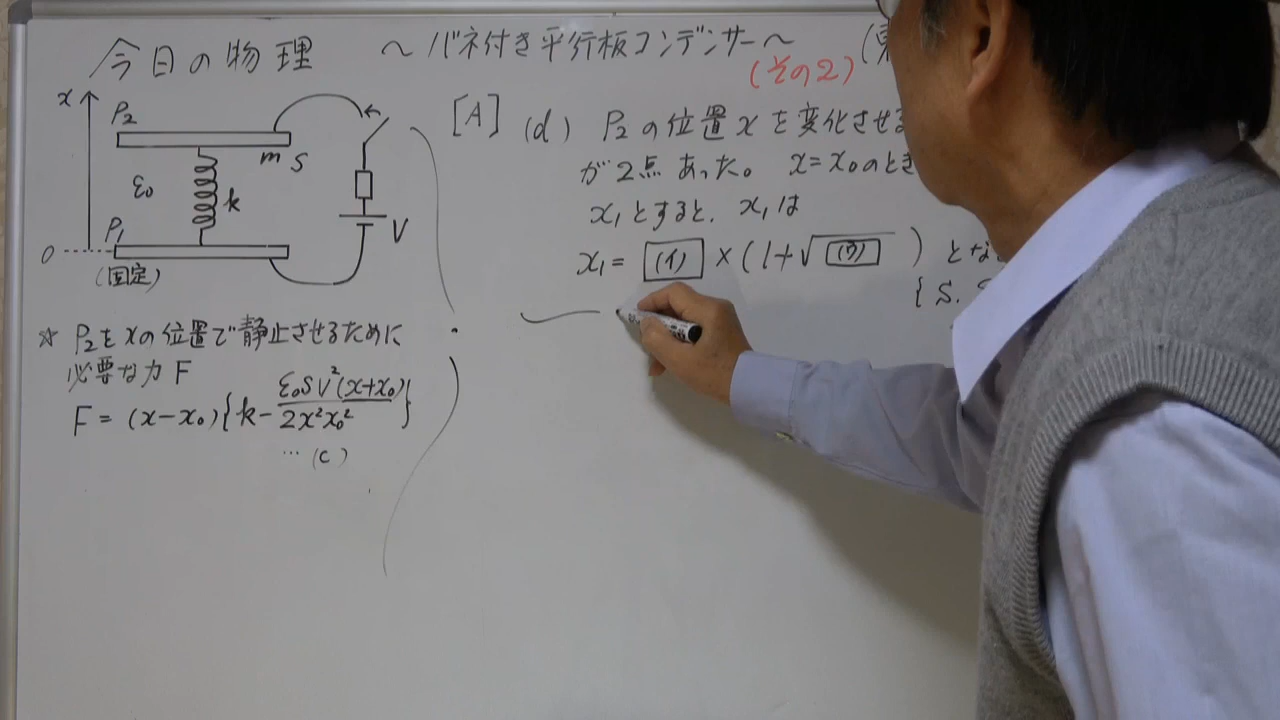 今日の物理 ～バネ付き平行板コンデンサー～
(その2)
x
P2
m S
ε0
k
V
P1
0
(固定)
☆ P2をxの位置で静止させるために
必要な力F
F = (x-x0){k- ε0SV²(x+x0) / 2x²x0²}
… (c)
[A] (d) P2の位置xを変化させ
が2点あった。 x=x0のとき
x1とすると、x1は
x1= (イ) ×(1+√(ウ) ) とな
{S.